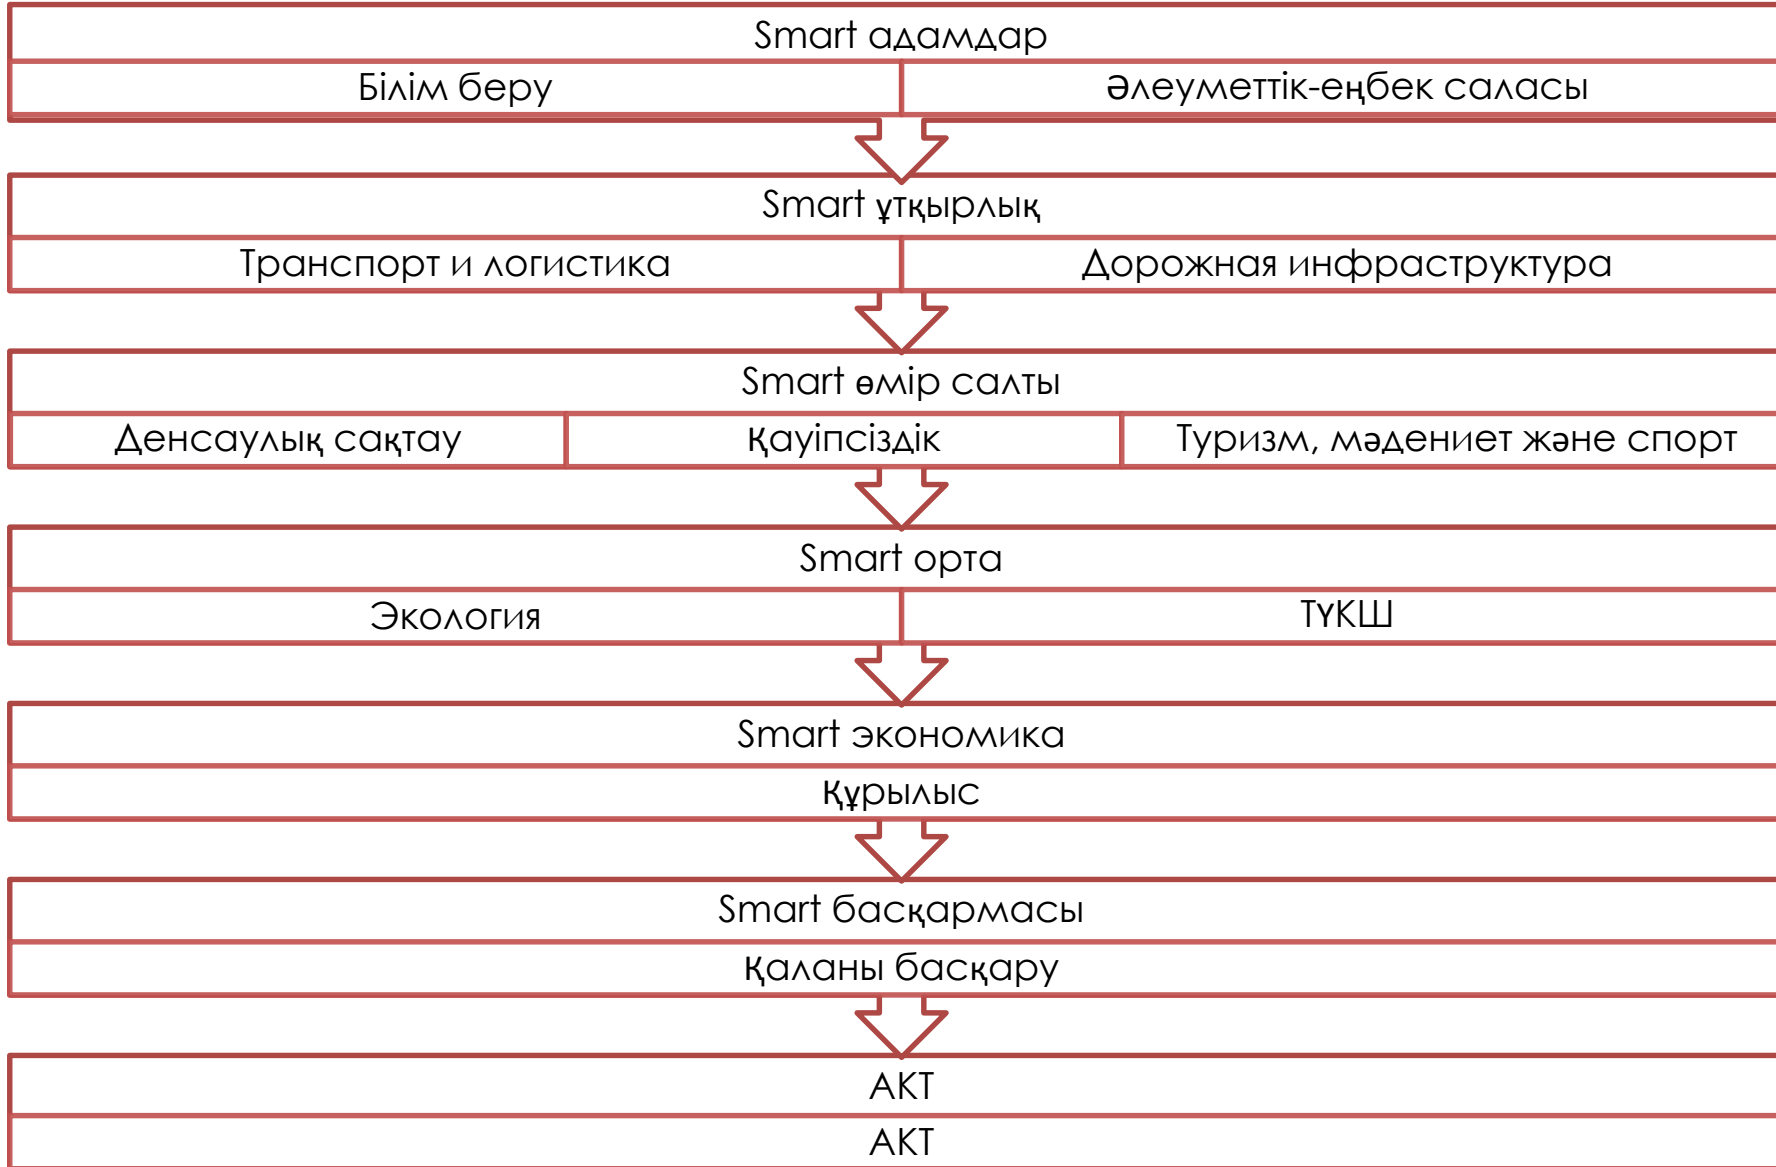 Smart адамдар
Білім беру
Әлеуметтік-еңбек саласы
Smart ұтқырлық
Транспорт и логистика
Дорожная инфраструктура
Smart өмір салты
Денсаулық сақтау
Қауіпсіздік
Туризм, мәдениет және спорт
Smart орта
Экология
ТҮКШ
Smart экономика
Құрылыс
Smart басқармасы
Қаланы басқару
АКТ
АКТ